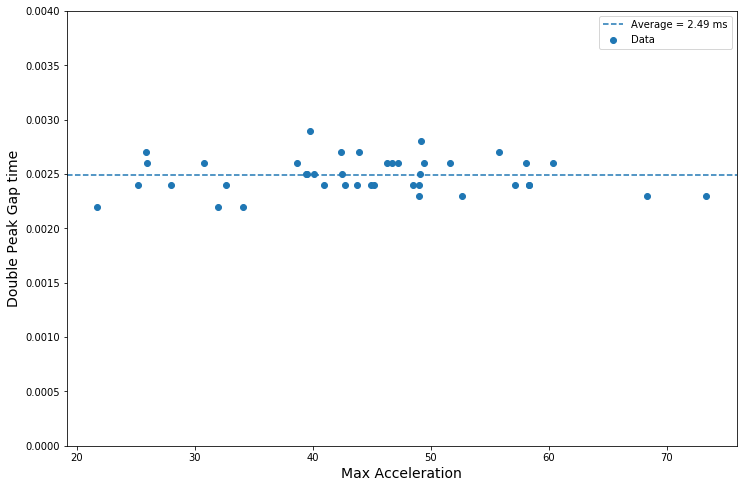 0.0040
0.0035
0.0030
0.0025
0.0020
0.0015
0.0010
0.0005
0.0000
Double Peak Gap time
Average = 2.49 ms
Data
20 30 40 50 60 70
Max Acceleration